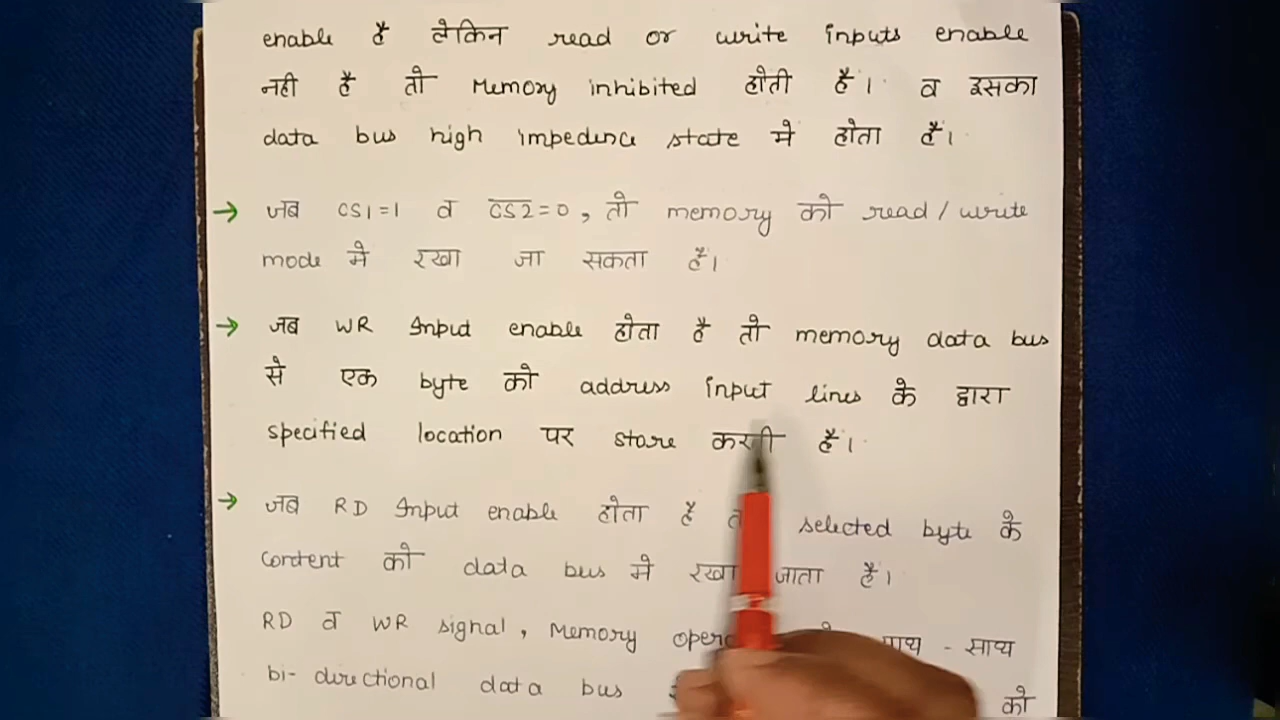 enable है लेकिन read or write inputs enable
नही है तो Memory inhibited होती है। व इसका
data bus high impedence state मे होता है।
→ जब CS1=1 व C̅S̅2̅=0, तो memory को read/write
mode मे रखा जा सकता है।
→ जब WR Input enable होता है तो memory data bus
से एक byte को address input lines के द्वारा
specified location पर store करती है।
→ जब RD Input enable होता है selected byte के
content को data bus मे रखा जाता है।
RD व WR signal, Memory साथ - साथ
bi-directional data bus को